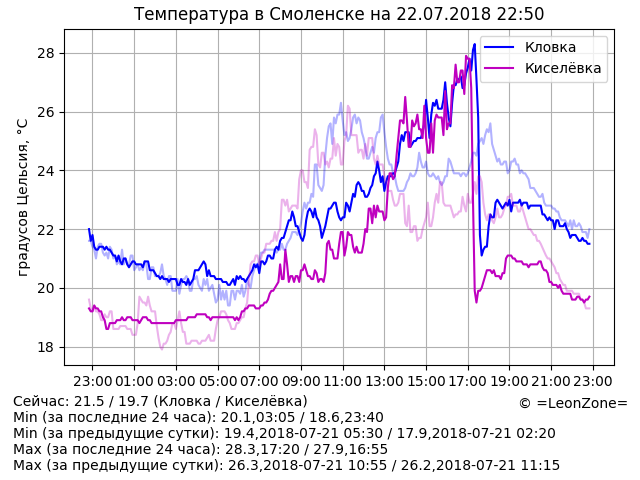 Температура в Смоленске на 22.07.2018 22:50
градусов Цельсия, °C
28
26
24
22
20
18
Кловка
Киселёвка
23:00 01:00 03:00 05:00 07:00 09:00 11:00 13:00 15:00 17:00 19:00 21:00 23:00
Сейчас: 21.5 / 19.7 (Кловка / Киселёвка)
© =LeonZone=
Min (за последние 24 часа): 20.1,03:05 / 18.6,23:40
Min (за предыдущие сутки): 19.4,2018-07-21 05:30 / 17.9,2018-07-21 02:20
Max (за последние 24 часа): 28.3,17:20 / 27.9,16:55
Max (за предыдущие сутки): 26.3,2018-07-21 10:55 / 26.2,2018-07-21 11:15